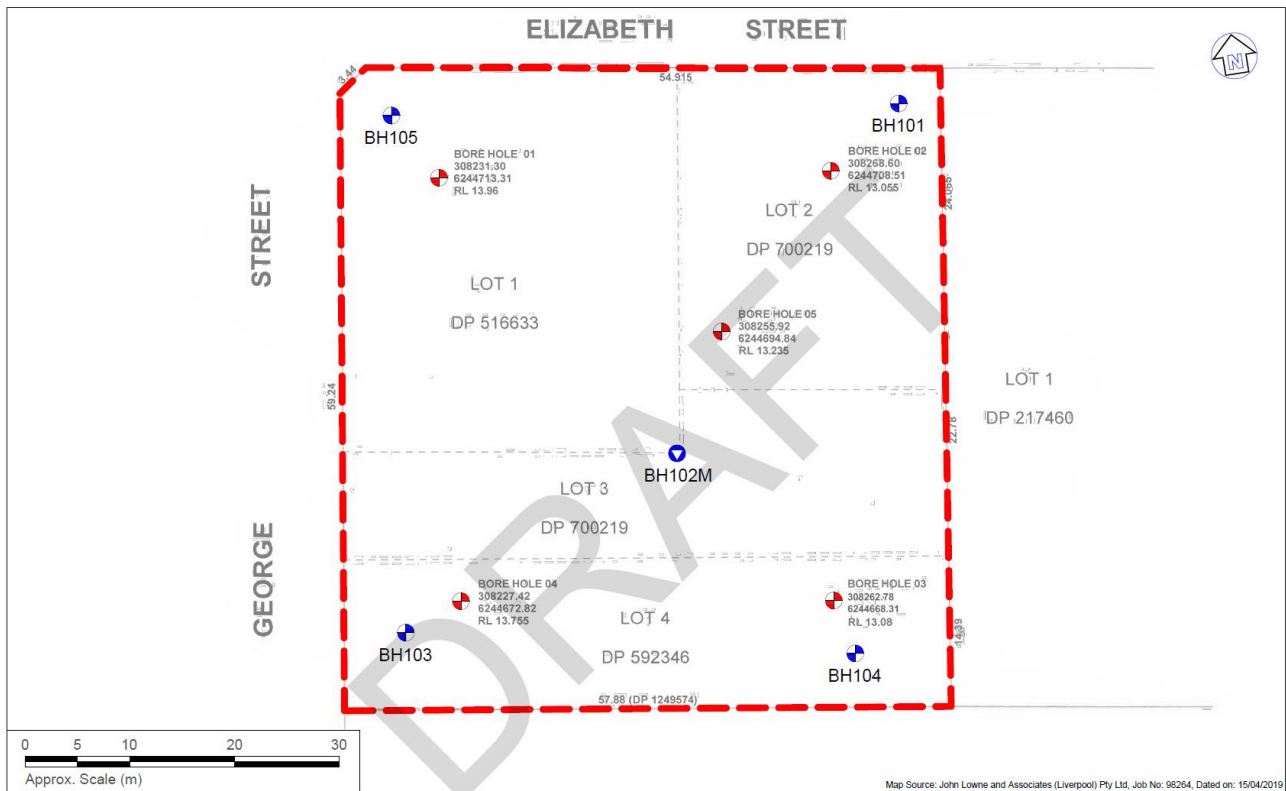 ELIZABETH STREET
N
3.44
54.915
BH105
BH101
BORE HOLE 01
308231.30
6244713.31
RL 13.96
BORE HOLE 02
308268.60
6244708.51
RL 13.055
STREET
24.065
LOT 2
DP 700219
LOT 1
DP 516633
BORE HOLE 05
308255.92
6244694.84
RL 13.235
LOT 1
DP 217460
59.24
22.78
BH102M
LOT 3
DP 700219
DRAFT
GEORGE
BORE HOLE 04
308227.42
6244672.82
RL 13.755
BORE HOLE 03
308262.78
6244668.31
RL 13.08
LOT 4
DP 592346
14.39
BH103
BH104
57.88 (DP 1249574)
0 5 10 20 30
Approx. Scale (m)
Map Source: John Lowne and Associates (Liverpool) Pty Ltd, Job No: 98264, Dated on: 15/04/2019